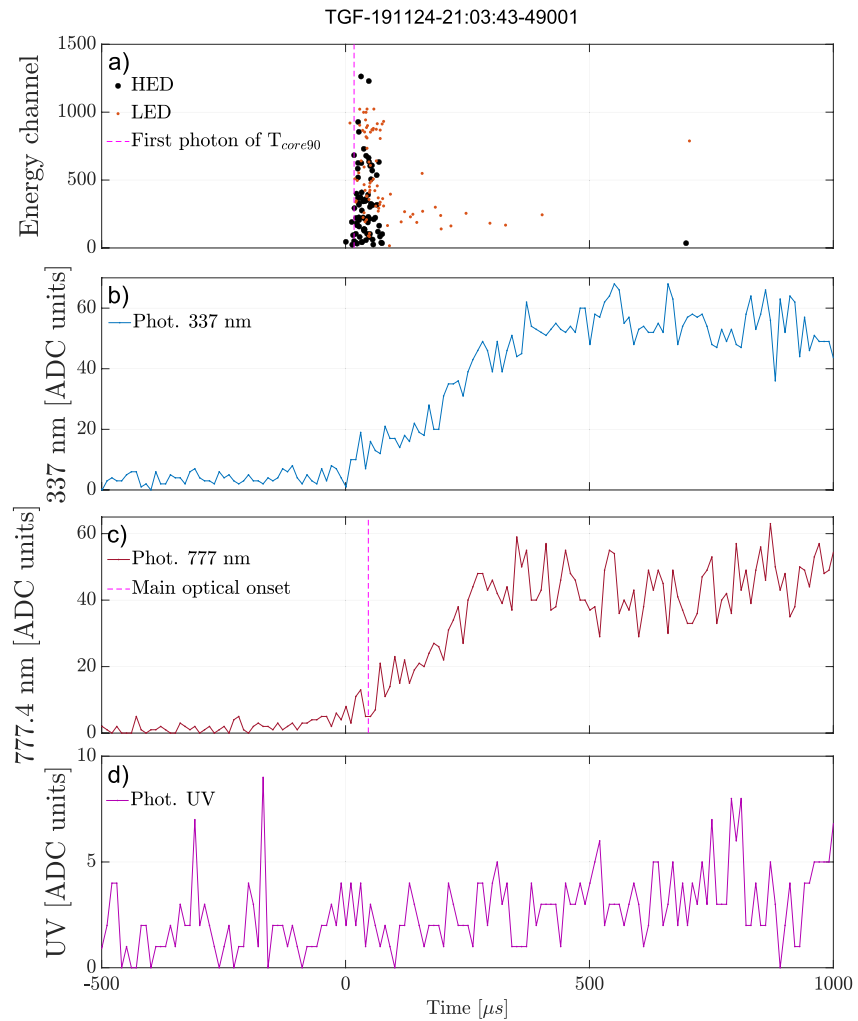 TGF-191124-21:03:43-49001
a)
HED
LED
First photon of T_core90
Energy channel
1500
1000
500
0
b)
Phot. 337 nm
337 nm [ADC units]
60
40
20
0
c)
Phot. 777 nm
Main optical onset
777.4 nm [ADC units]
60
40
20
0
d)
Phot. UV
UV [ADC units]
10
5
0
-500
0
500
1000
Time [µs]